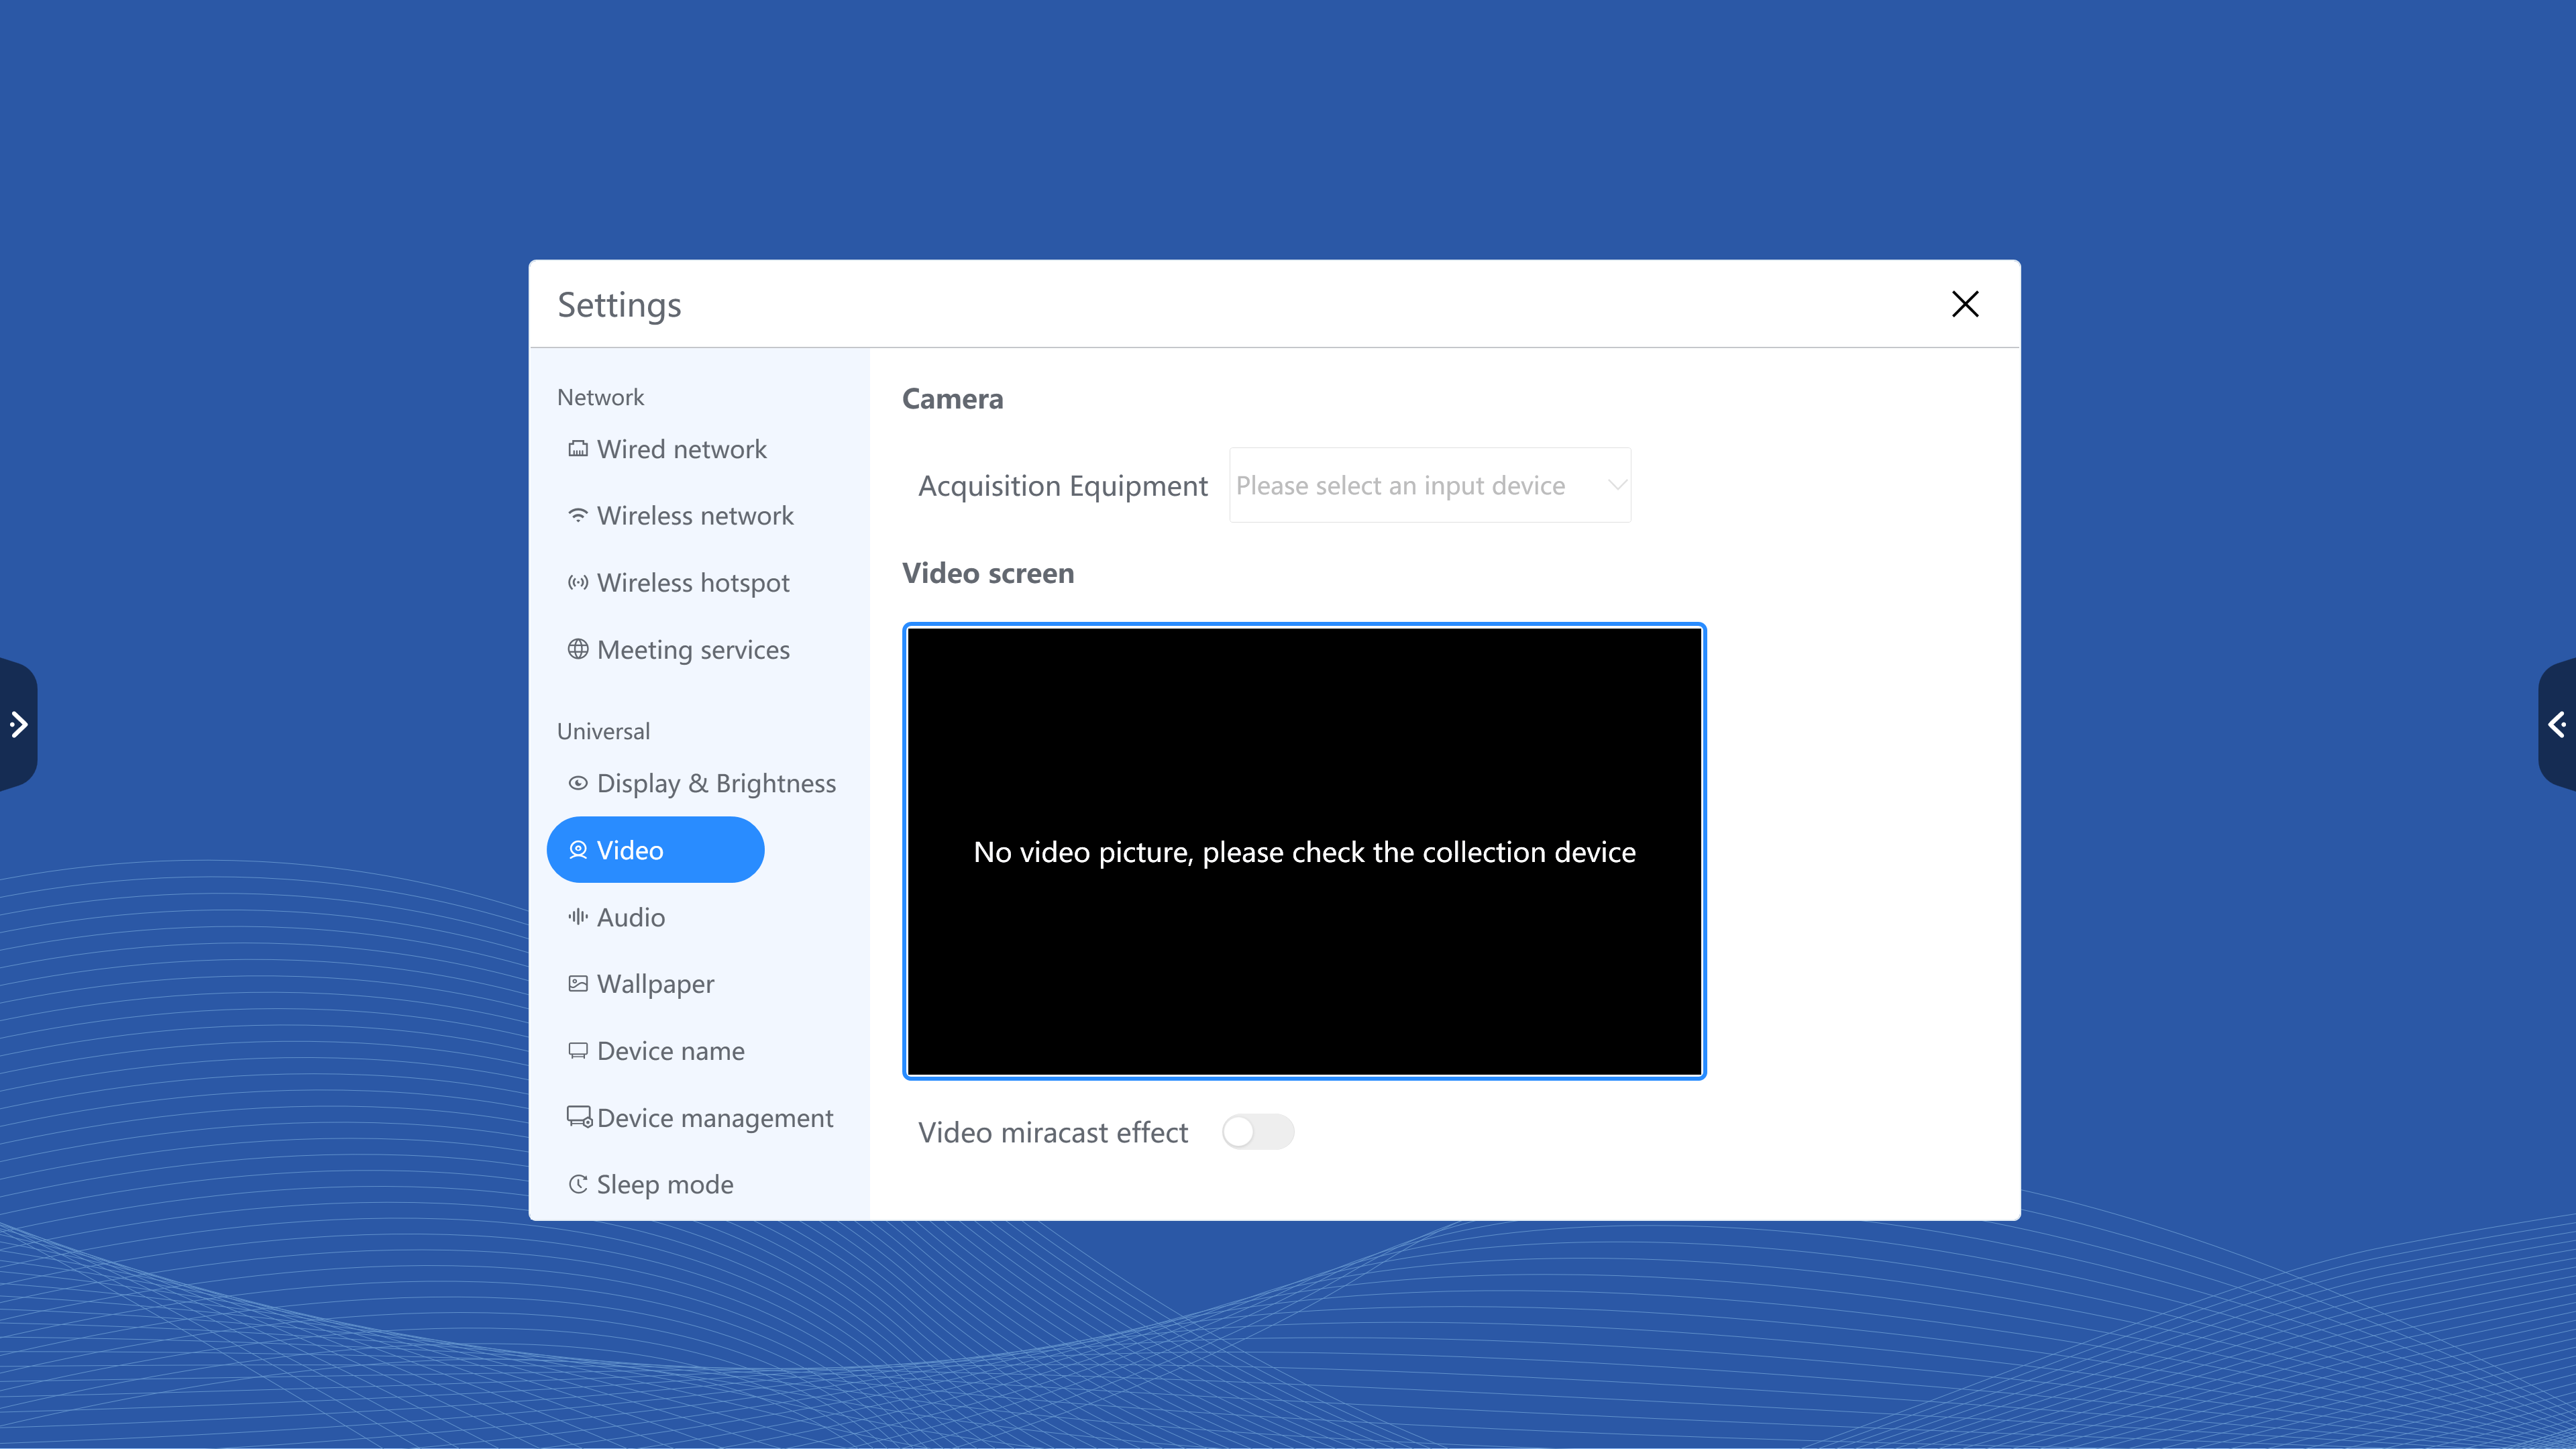 Settings
Network
Wired network
Wireless network
Wireless hotspot
Meeting services
Universal
Display & Brightness
Video
Audio
Wallpaper
Device name
Device management
Sleep mode
Camera
Acquisition Equipment
Please select an input device
Video screen
No video picture, please check the collection device
Video miracast effect